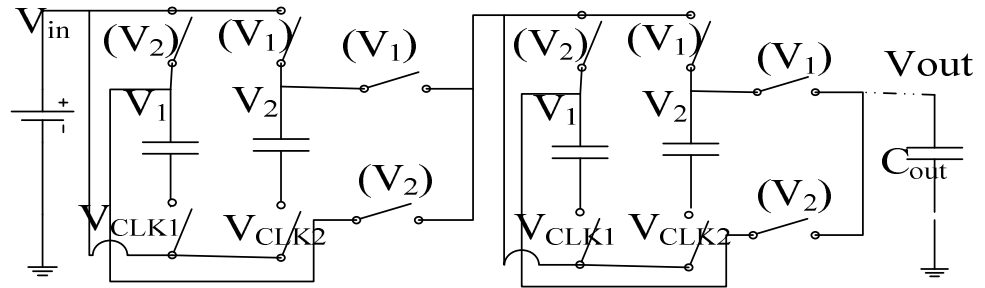 V_in
(V_2)
(V_1)
(V_1)
V_1
V_2
(V_2)
V_CLK1
V_CLK2
(V_2)
(V_1)
(V_1)
V_1
V_2
(V_2)
V_CLK1
V_CLK2
Vout
C_out
+
-